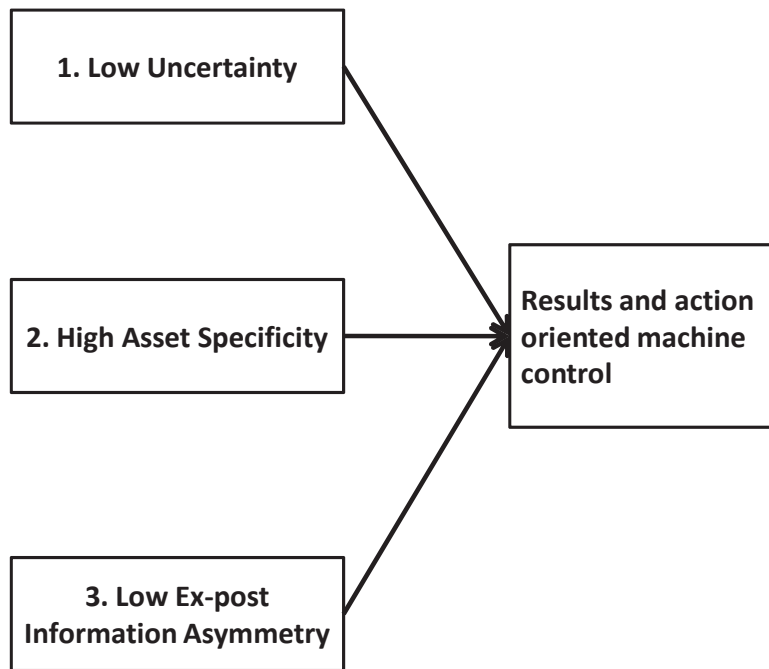 1. Low Uncertainty
2. High Asset Specificity
Results and action
oriented machine
control
3. Low Ex-post
Information Asymmetry